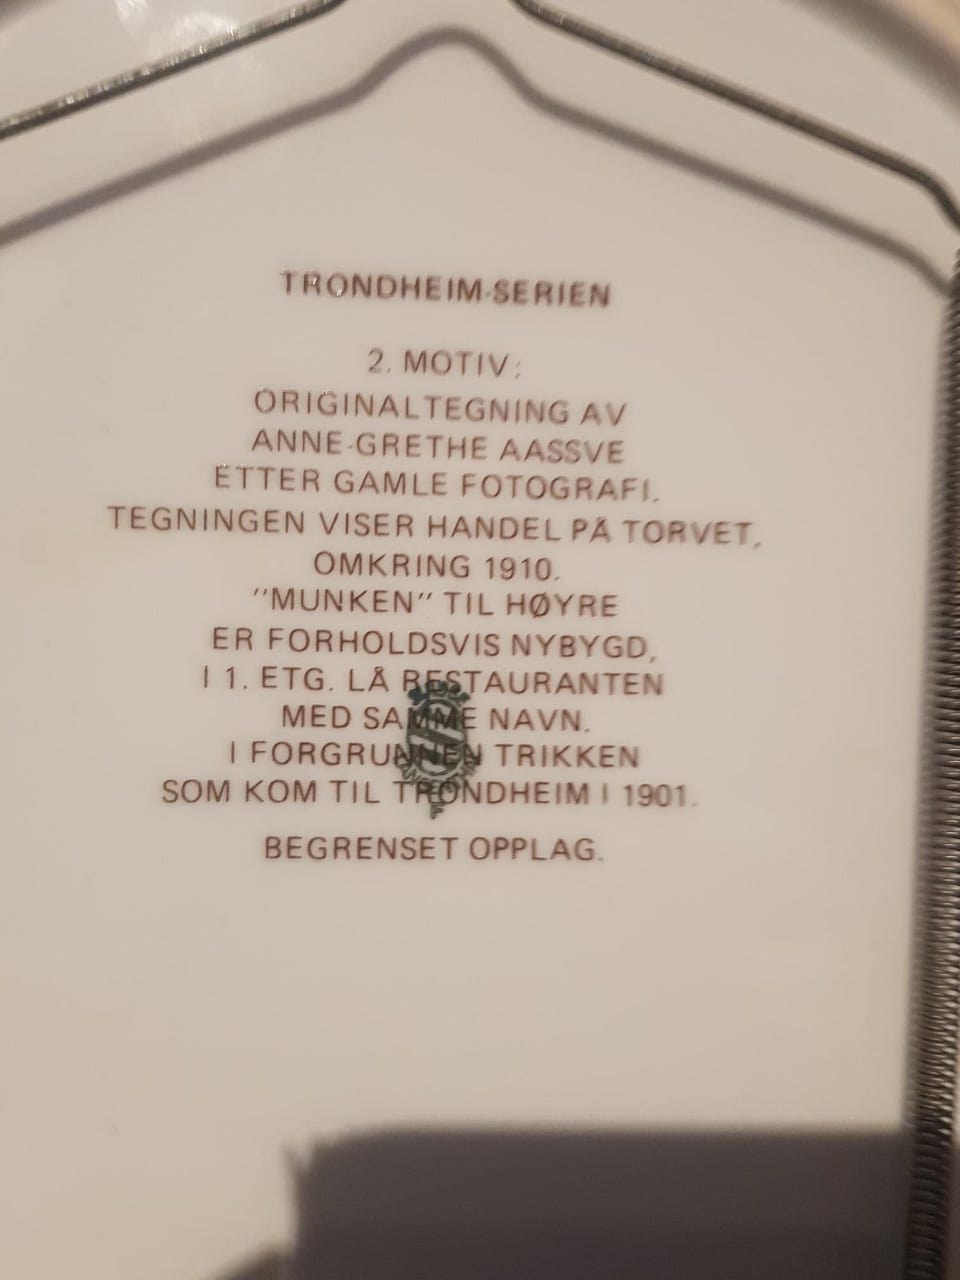 TRONDHEIM-SERIEN
2. MOTIV:
ORIGINALTEGNING AV
ANNE-GRETHE AASSVE
ETTER GAMLE FOTOGRAFI.
TEGNINGEN VISER HANDEL PÅ TORVET,
OMKRING 1910.
"MUNKEN" TIL HØYRE
ER FORHOLDSVIS NYBYGD,
I 1. ETG. LÅ RESTAURANTEN
MED SAMME NAVN.
I FORGRUNNEN TRIKKEN
SOM KOM TIL TRONDHEIM I 1901.
BEGRENSET OPPLAG.